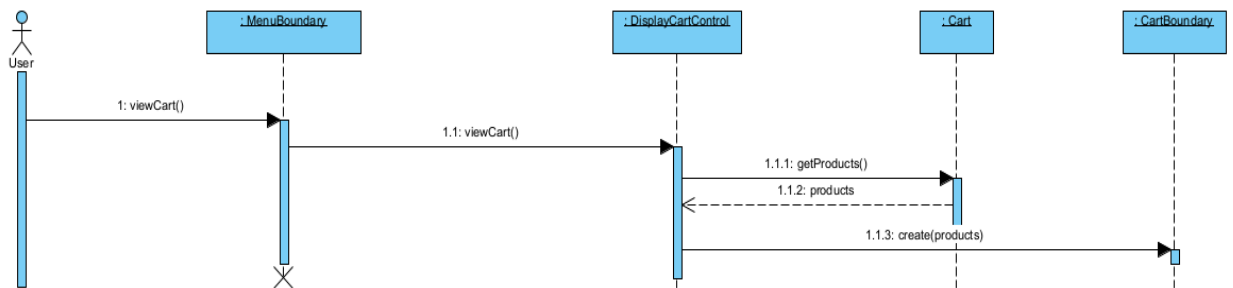 : MenuBoundary
: DisplayCartControl
: Cart
: CartBoundary
User
1: viewCart()
1.1: viewCart()
1.1.1: getProducts()
1.1.2: products
1.1.3: create(products)